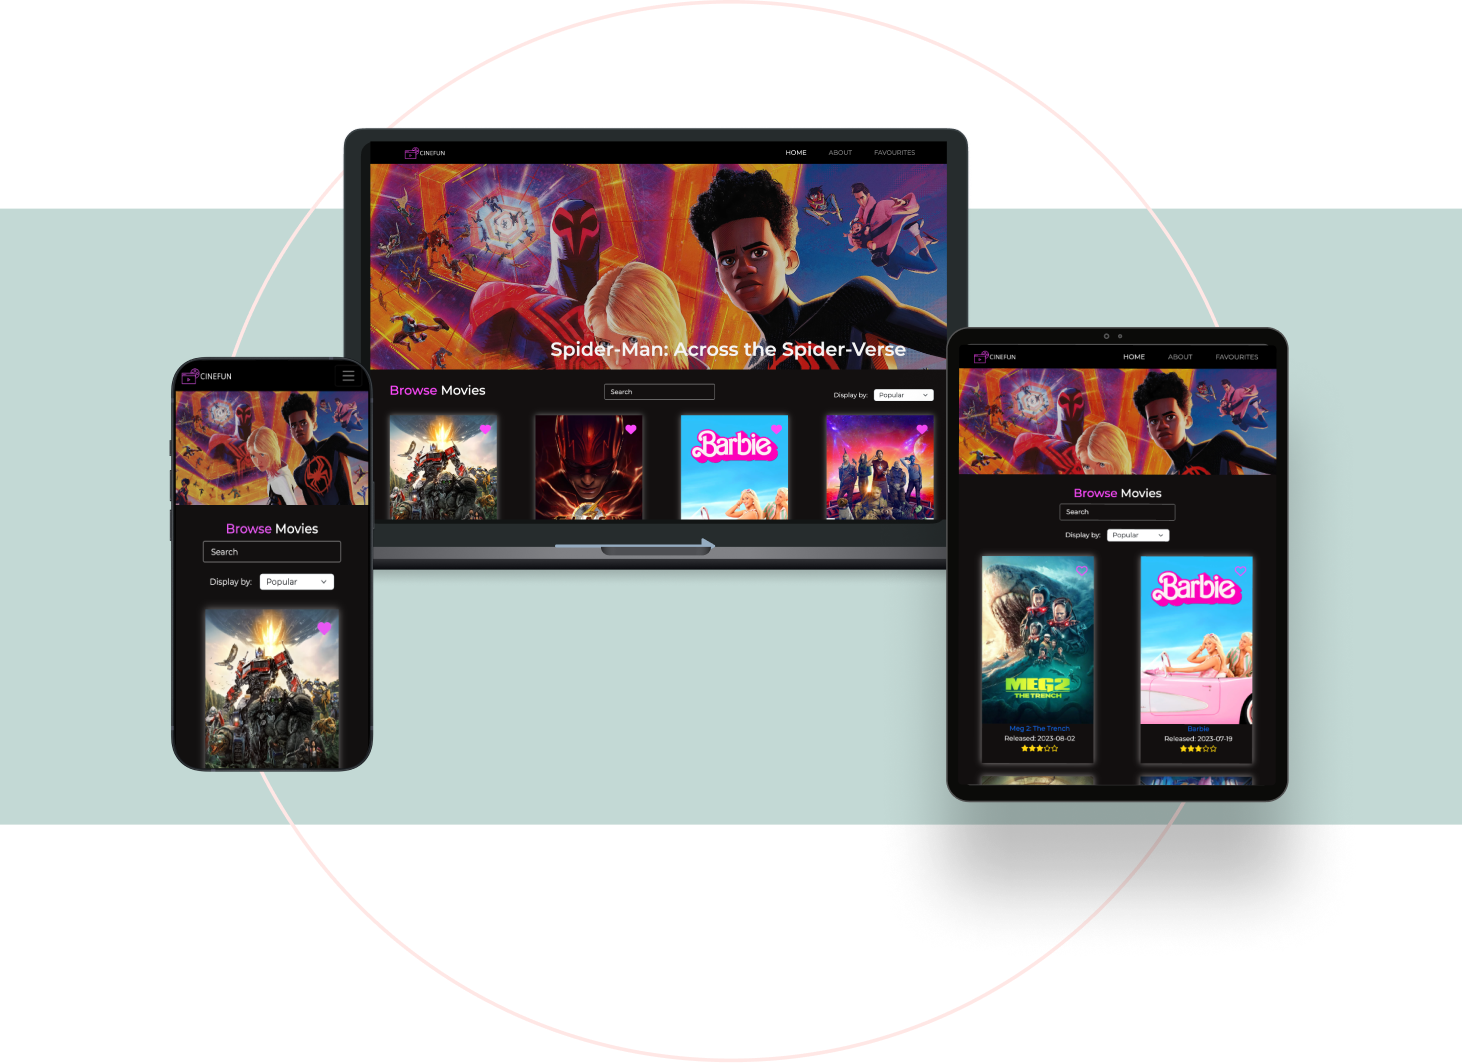 CINEFUN
HOME ABOUT FAVOURITES
Spider-Man: Across the Spider-Verse
Browse Movies
Search
Display by: Popular
Barbie
CINEFUN
Browse Movies
Search
Display by: Popular
CINEFUN
HOME ABOUT FAVOURITES
Browse Movies
Search
Display by: Popular
MEG2
THE TRENCH
Meg 2: The Trench
Released: 2023-08-02
Barbie
Barbie
Released: 2023-07-19